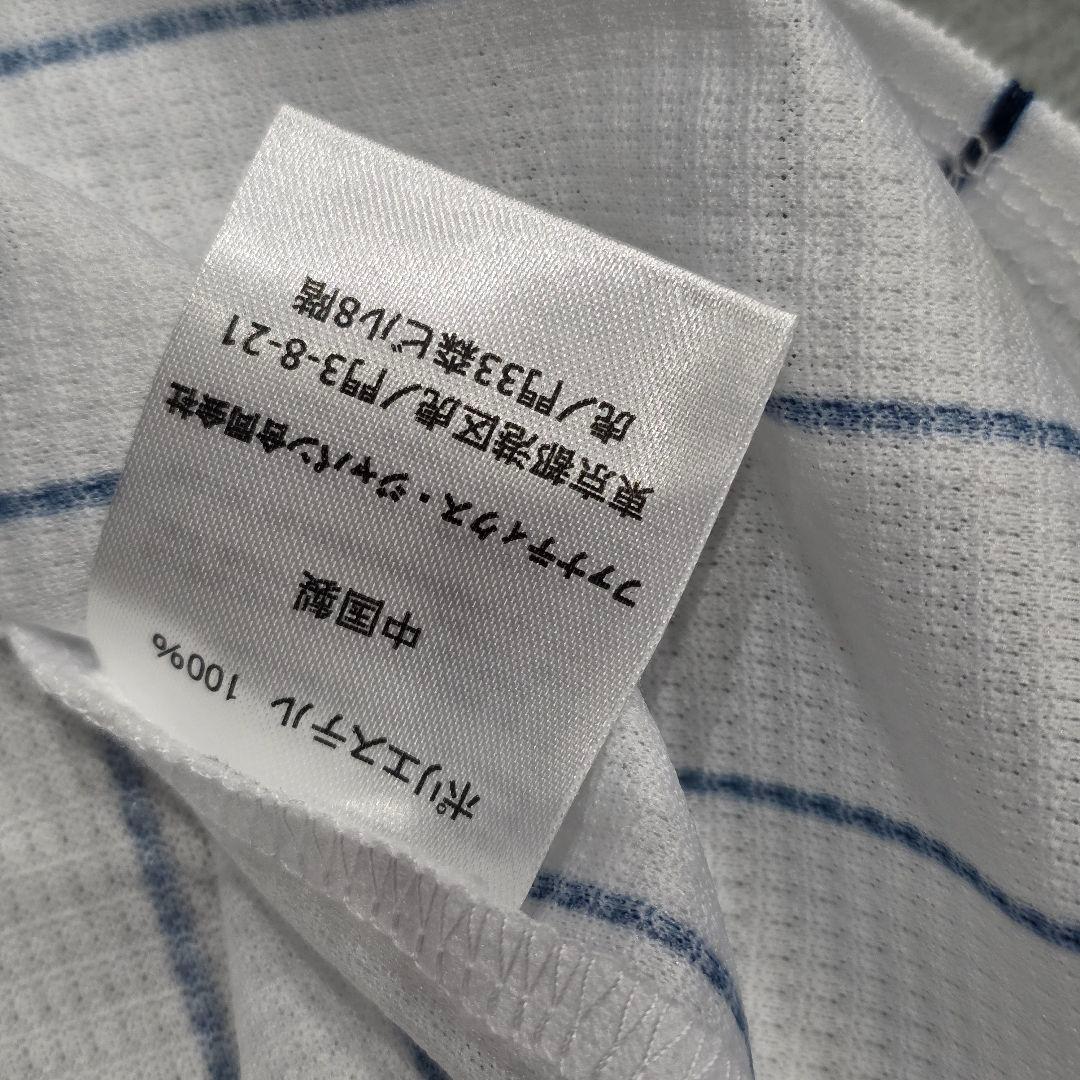 ポリエステル 100%
中国製
ファナティクス・ジャパン合同会社
東京都港区虎ノ門3-8-21
虎ノ門33森ビル8階